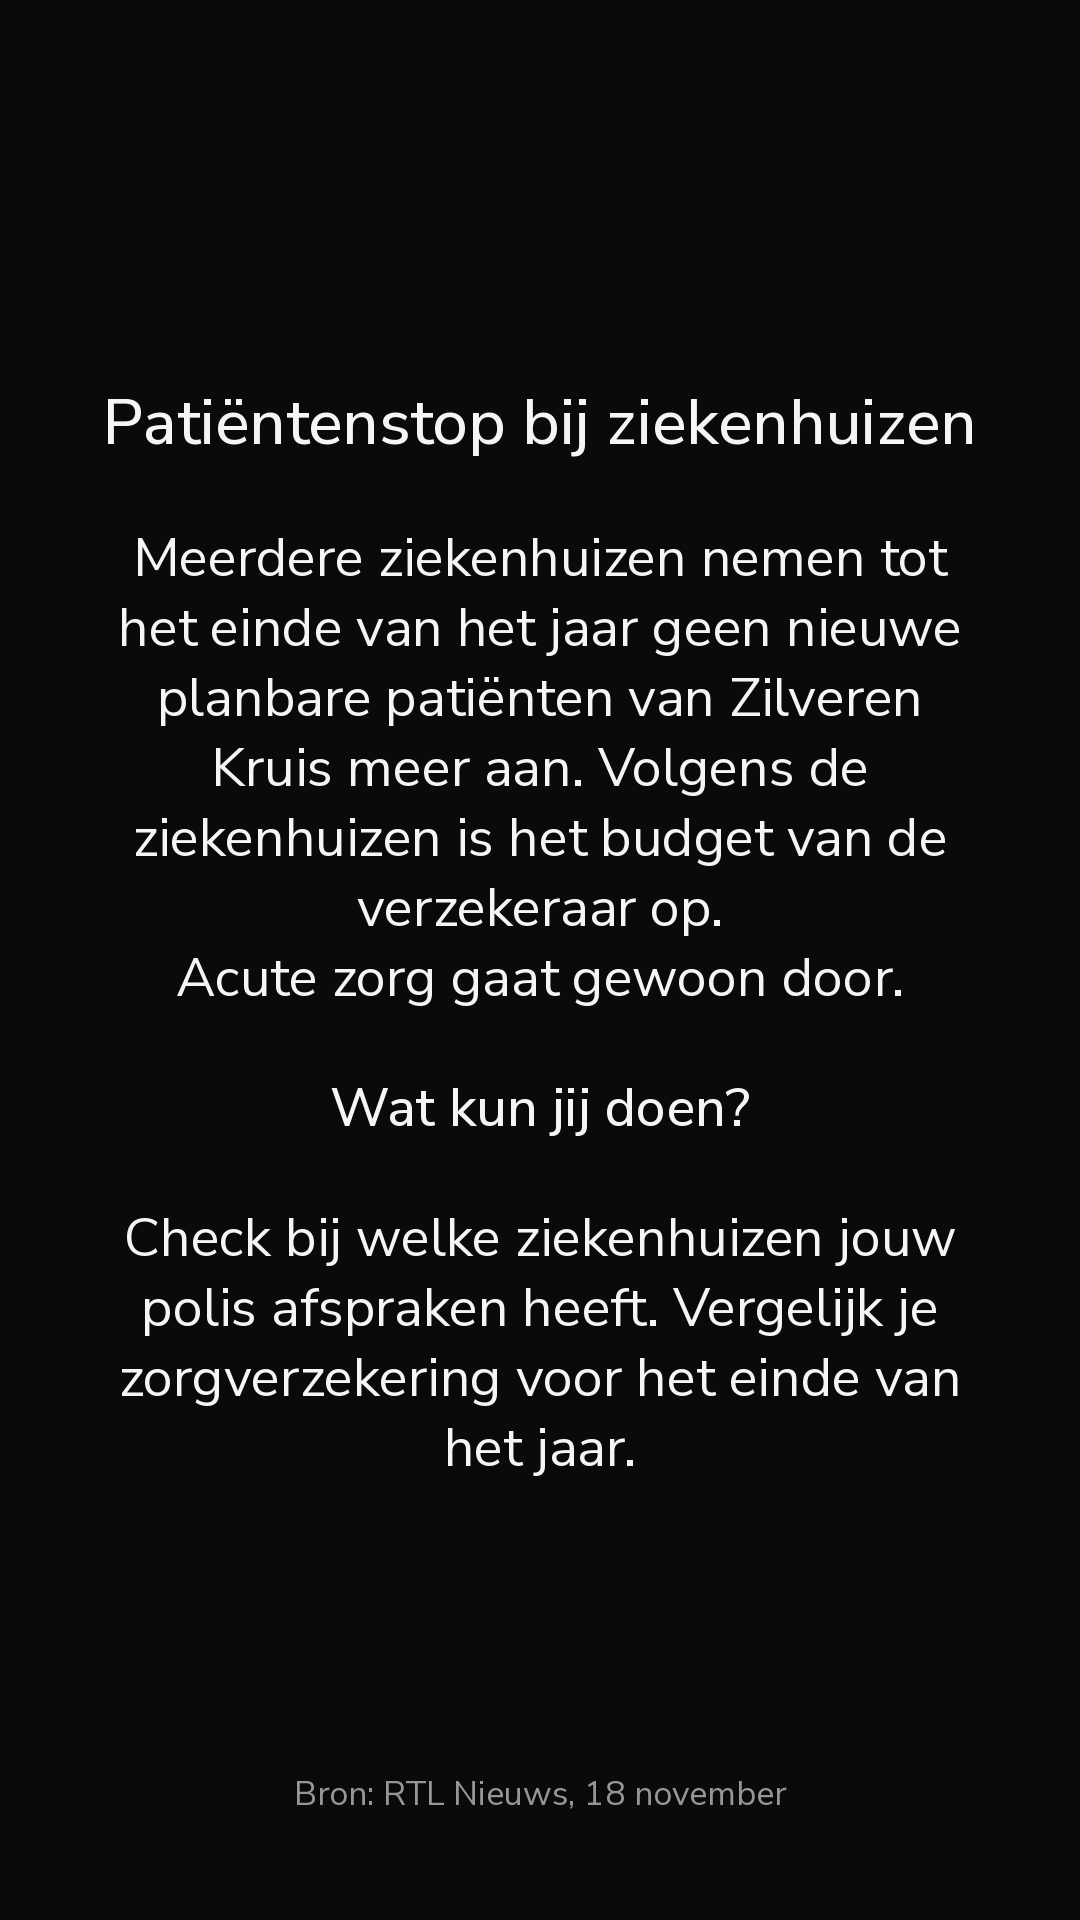 Patiëntenstop bij ziekenhuizen
Meerdere ziekenhuizen nemen tot
het einde van het jaar geen nieuwe
planbare patiënten van Zilveren
Kruis meer aan. Volgens de
ziekenhuizen is het budget van de
verzekeraar op.
Acute zorg gaat gewoon door.
Wat kun jij doen?
Check bij welke ziekenhuizen jouw
polis afspraken heeft. Vergelijk je
zorgverzekering voor het einde van
het jaar.
Bron: RTL Nieuws, 18 november